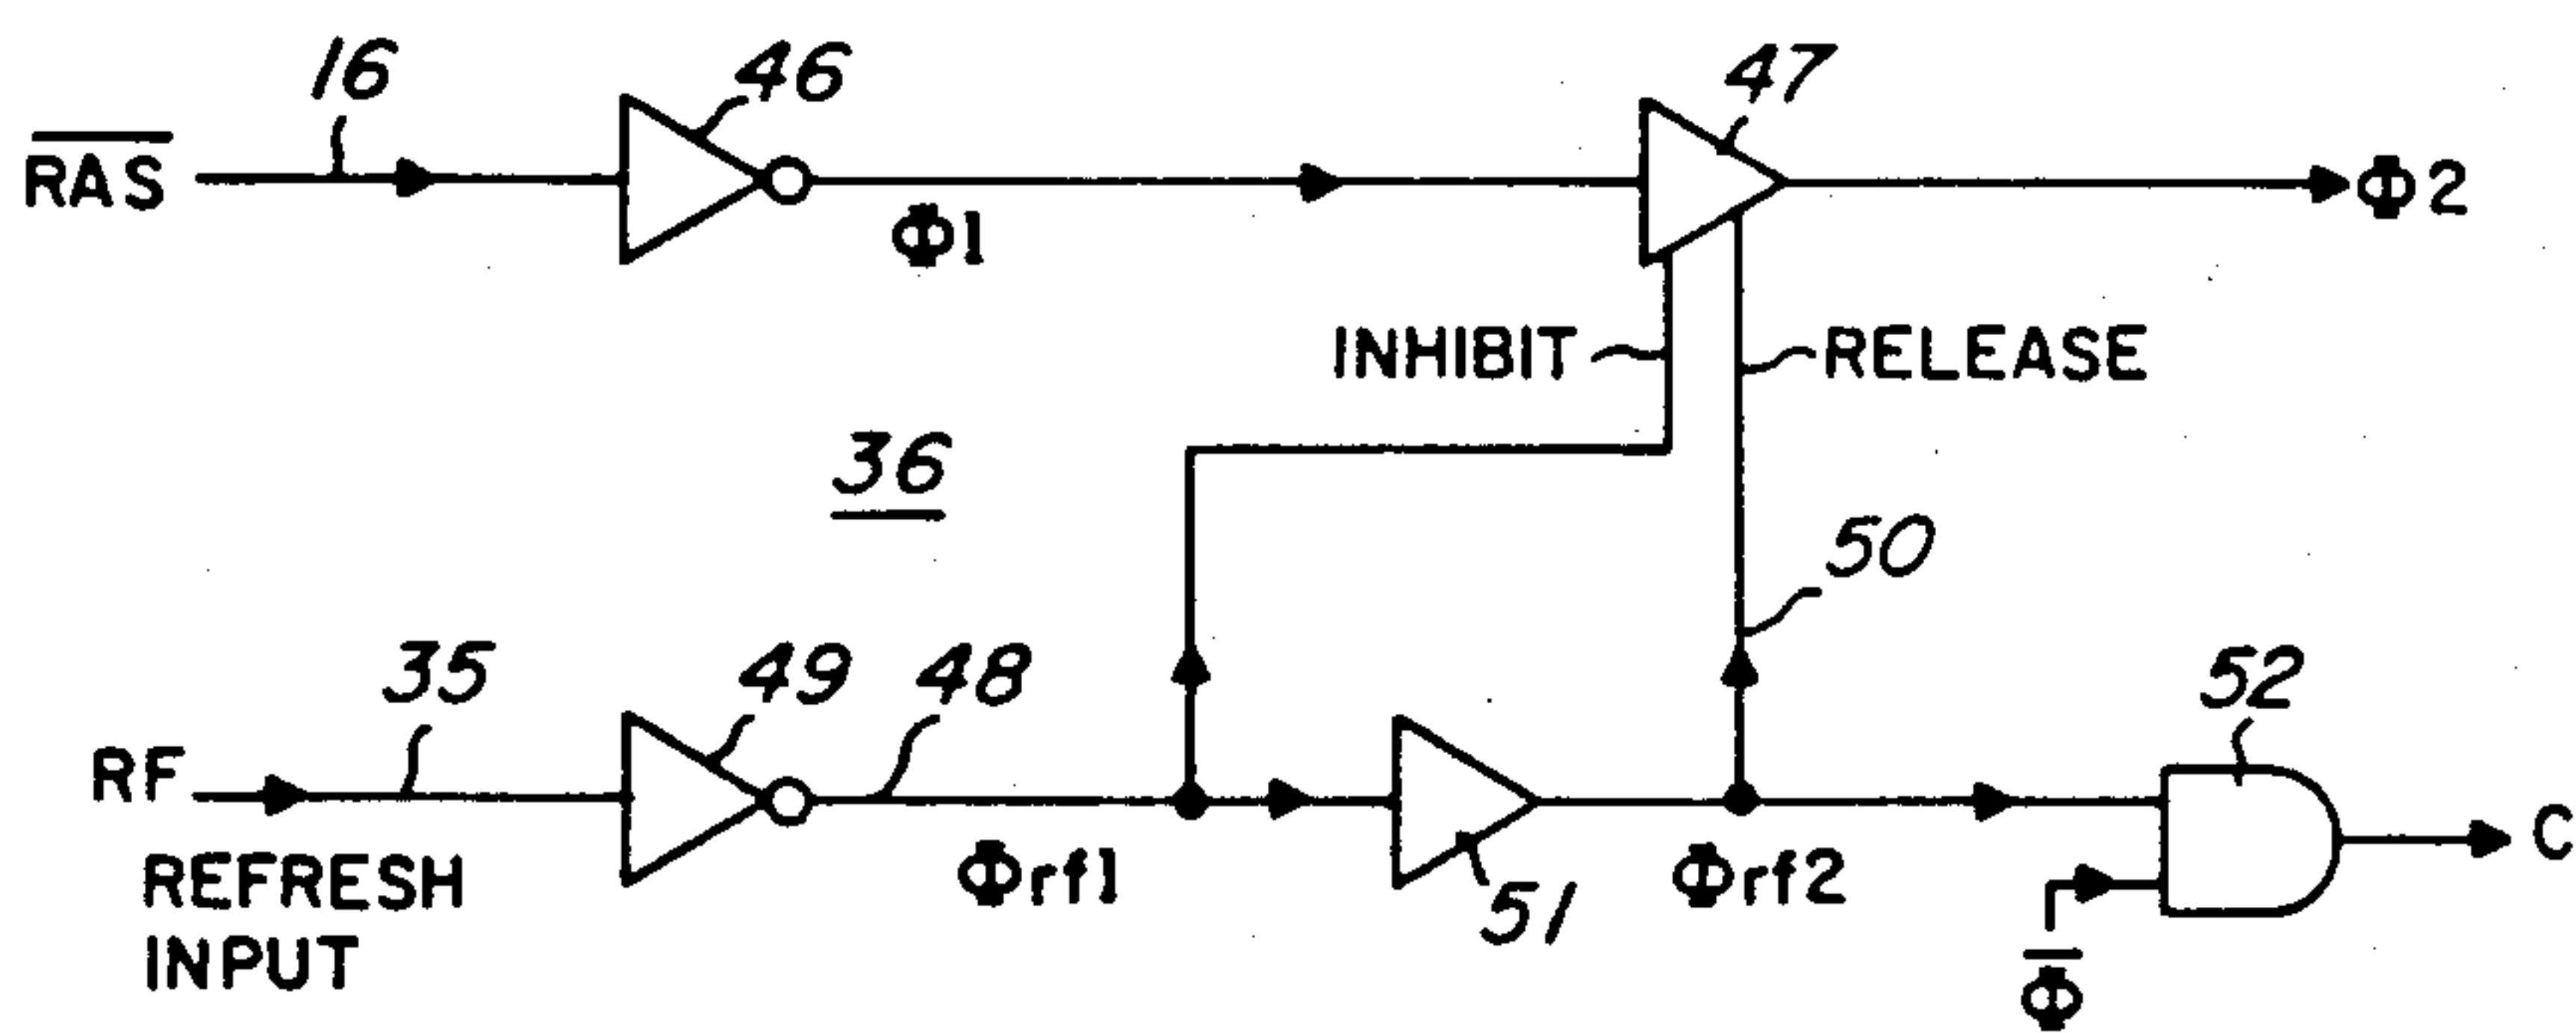 16
46
47
R̅A̅S̅
Φ1
Φ2
INHIBIT
RELEASE
36
50
35
49
48
52
RF
REFRESH
INPUT
Φrf1
51
Φrf2
C
Φ̅